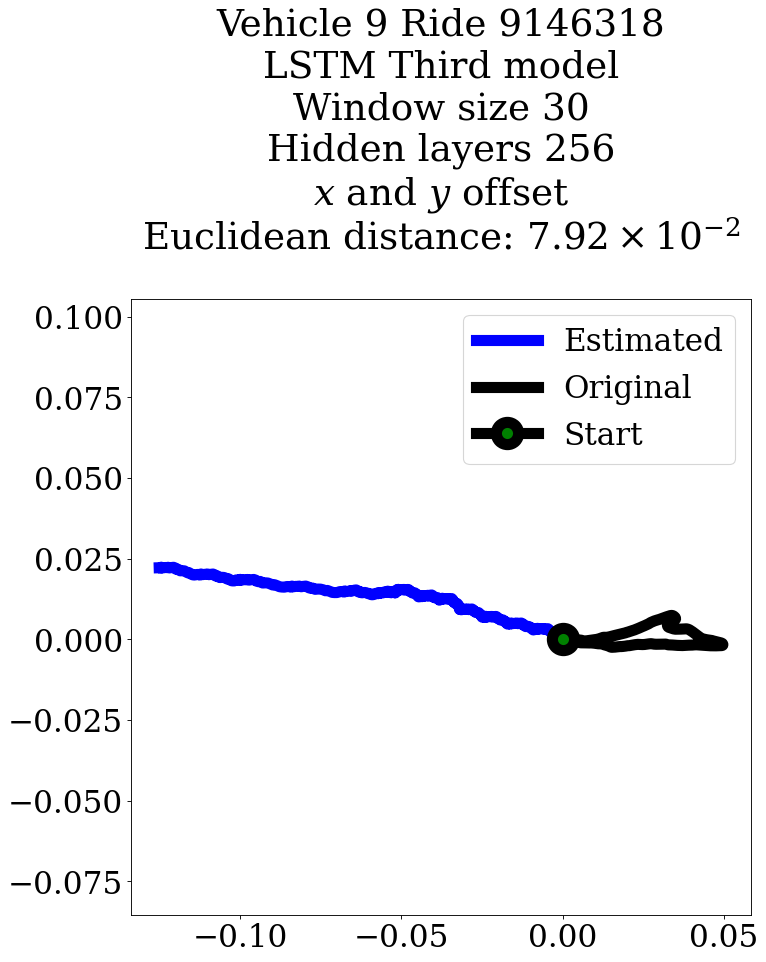 Vehicle 9 Ride 9146318
LSTM Third model
Window size 30
Hidden layers 256
x and y offset
Euclidean distance: 7.92 × 10⁻²
Estimated
Original
Start
0.100
0.075
0.050
0.025
0.000
−0.025
−0.050
−0.075
−0.10
−0.05
0.00
0.05